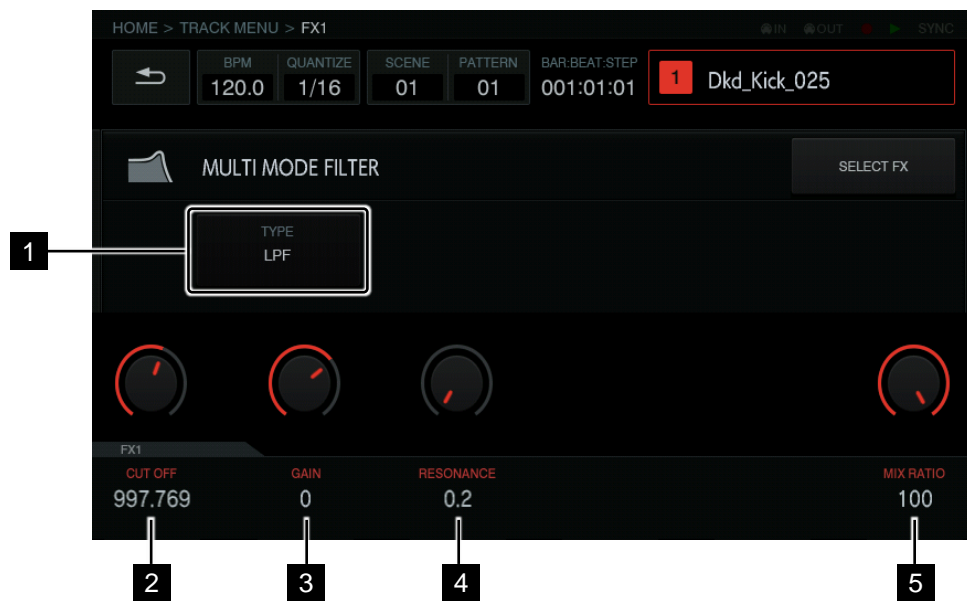 HOME > TRACK MENU > FX1
IN OUT SYNC
BPM QUANTIZE SCENE PATTERN BAR:BEAT:STEP
120.0 1/16 01 01 001:01:01 1 Dkd_Kick_025
MULTI MODE FILTER SELECT FX
TYPE
1
LPF
FX1
CUT OFF GAIN RESONANCE MIX RATIO
997.769 0 0.2 100
2 3 4 5